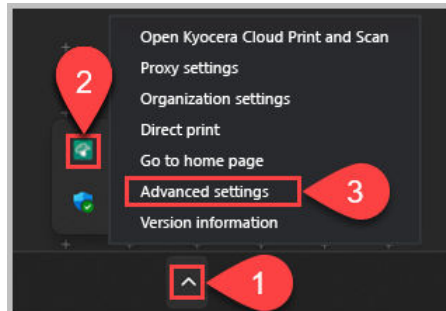 Open Kyocera Cloud Print and Scan
Proxy settings
2
Organization settings
Direct print
Go to home page
Advanced settings
3
Version information
1